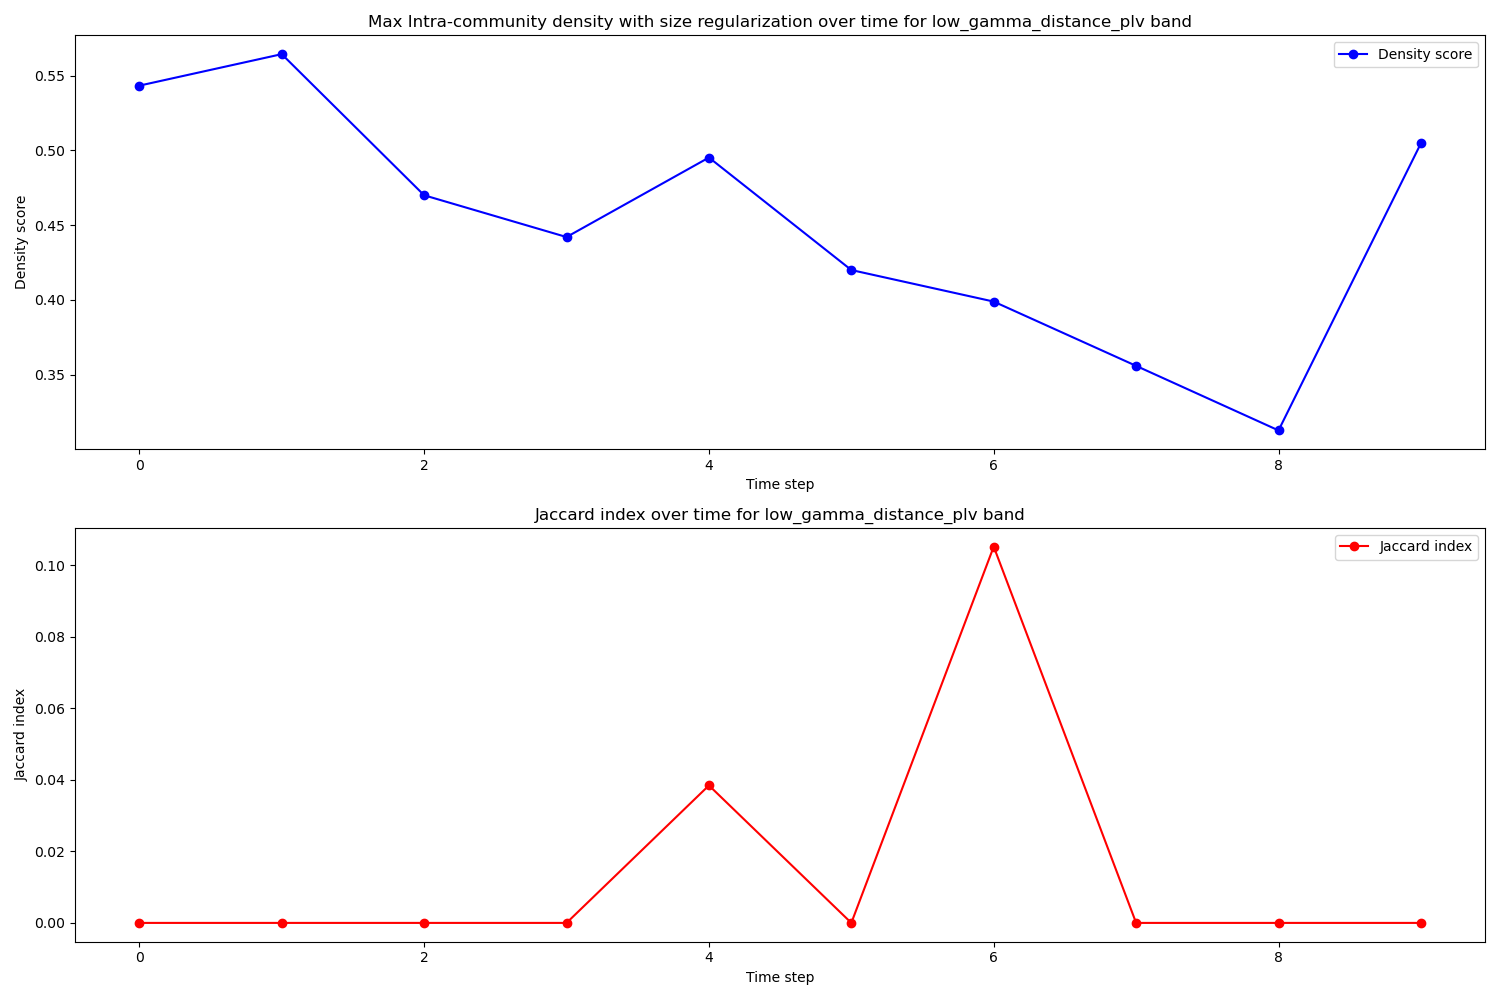 Max Intra-community density with size regularization over time for low_gamma_distance_plv band
Density score
0.55
0.50
0.45
0.40
0.35
Density score
0 2 4 6 8
Time step
Jaccard index over time for low_gamma_distance_plv band
Jaccard index
0.10
0.08
0.06
0.04
0.02
0.00
Jaccard index
0 2 4 6 8
Time step